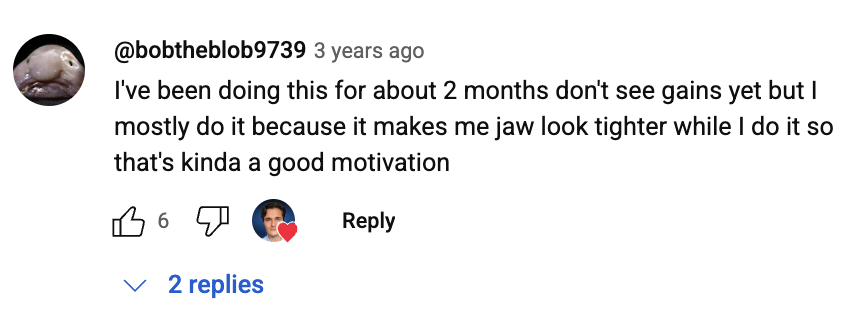 @bobtheblob9739 3 years ago
I've been doing this for about 2 months don't see gains yet but I
mostly do it because it makes me jaw look tighter while I do it so
that's kinda a good motivation
6 Reply
2 replies